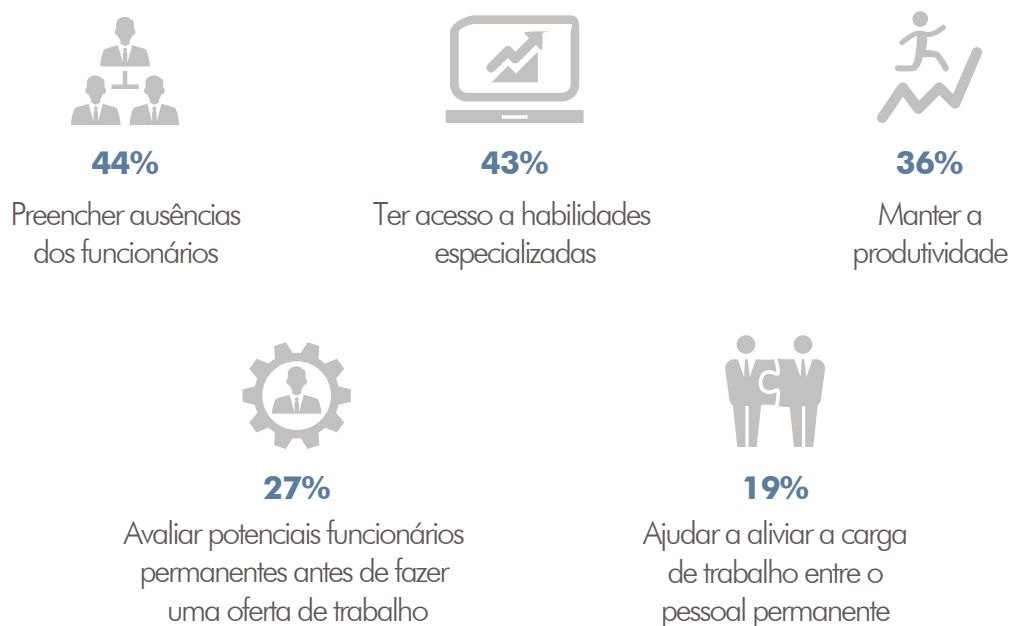 44%
Preencher ausências
dos funcionários
43%
Ter acesso a habilidades
especializadas
36%
Manter a
produtividade
27%
Avaliar potenciais funcionários
permanentes antes de fazer
uma oferta de trabalho
19%
Ajudar a aliviar a carga
de trabalho entre o
pessoal permanente